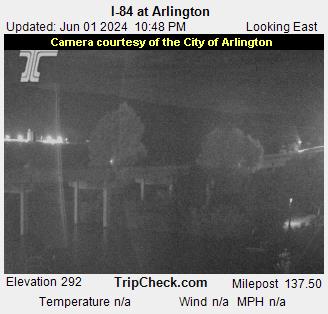 I-84 at Arlington
Updated: Jun 01 2024 10:48 PM Looking East
Camera courtesy of the City of Arlington
Elevation 292 TripCheck.com Milepost 137.50
Temperature n/a Wind n/a MPH n/a